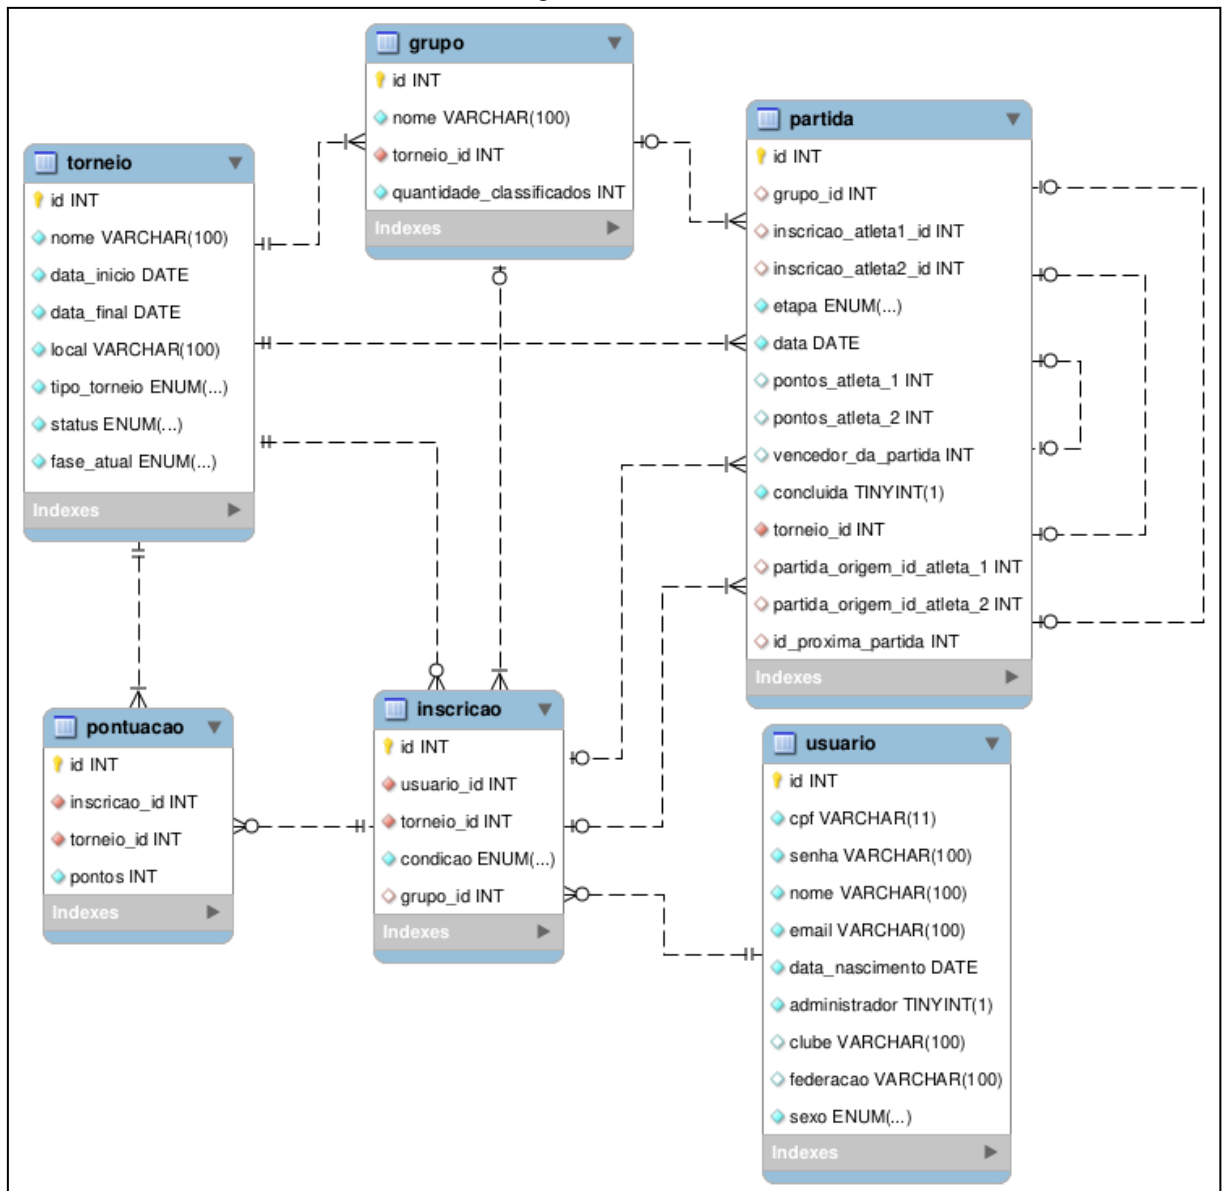 grupo
id INT
nome VARCHAR(100)
torneio_id INT
quantidade_classificados INT
Indexes
torneio
id INT
nome VARCHAR(100)
data_inicio DATE
data_final DATE
local VARCHAR(100)
tipo_torneio ENUM(...)
status ENUM(...)
fase_atual ENUM(...)
Indexes
partida
id INT
grupo_id INT
inscricao_atleta1_id INT
inscricao_atleta2_id INT
etapa ENUM(...)
data DATE
pontos_atleta_1 INT
pontos_atleta_2 INT
vencedor_da_partida INT
concluida TINYINT(1)
torneio_id INT
partida_origem_id_atleta_1 INT
partida_origem_id_atleta_2 INT
id_proxima_partida INT
Indexes
pontuacao
id INT
inscricao_id INT
torneio_id INT
pontos INT
Indexes
inscricao
id INT
usuario_id INT
torneio_id INT
condicao ENUM(...)
grupo_id INT
Indexes
usuario
id INT
cpf VARCHAR(11)
senha VARCHAR(100)
nome VARCHAR(100)
email VARCHAR(100)
data_nascimento DATE
administrador TINYINT(1)
clube VARCHAR(100)
federacao VARCHAR(100)
sexo ENUM(...)
Indexes